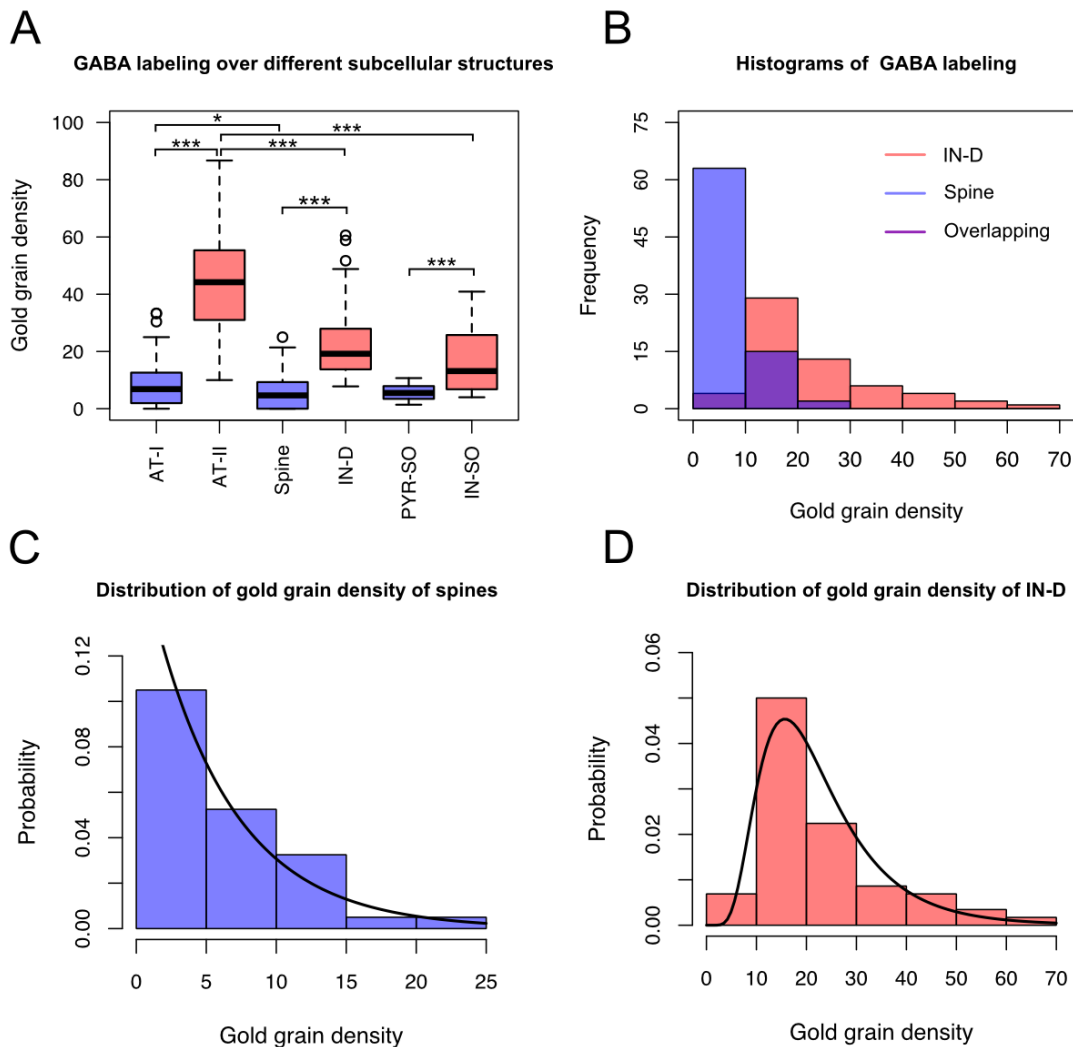 A
GABA labeling over different subcellular structures
Gold grain density
100
80
60
40
20
0
*
***
***
***
***
***
AT-I
AT-II
Spine
IN-D
PYR-SO
IN-SO
B
Histograms of GABA labeling
Frequency
75
60
45
30
15
0
IN-D
Spine
Overlapping
0 10 20 30 40 50 60 70
Gold grain density
C
Distribution of gold grain density of spines
Probability
0.12
0.08
0.04
0.00
0 5 10 15 20 25
Gold grain density
D
Distribution of gold grain density of IN-D
Probability
0.06
0.04
0.02
0.00
0 10 20 30 40 50 60 70
Gold grain density